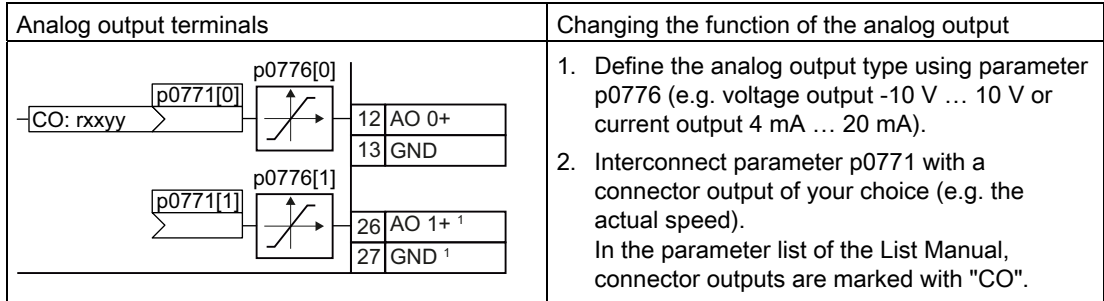 Analog output terminals
Changing the function of the analog output
p0776[0]
p0771[0]
CO: rxxyy
12 AO 0+
13 GND
p0776[1]
p0771[1]
26 AO 1+ ¹
27 GND ¹
1. Define the analog output type using parameter
p0776 (e.g. voltage output -10 V … 10 V or
current output 4 mA … 20 mA).
2. Interconnect parameter p0771 with a
connector output of your choice (e.g. the
actual speed).
In the parameter list of the List Manual,
connector outputs are marked with "CO".